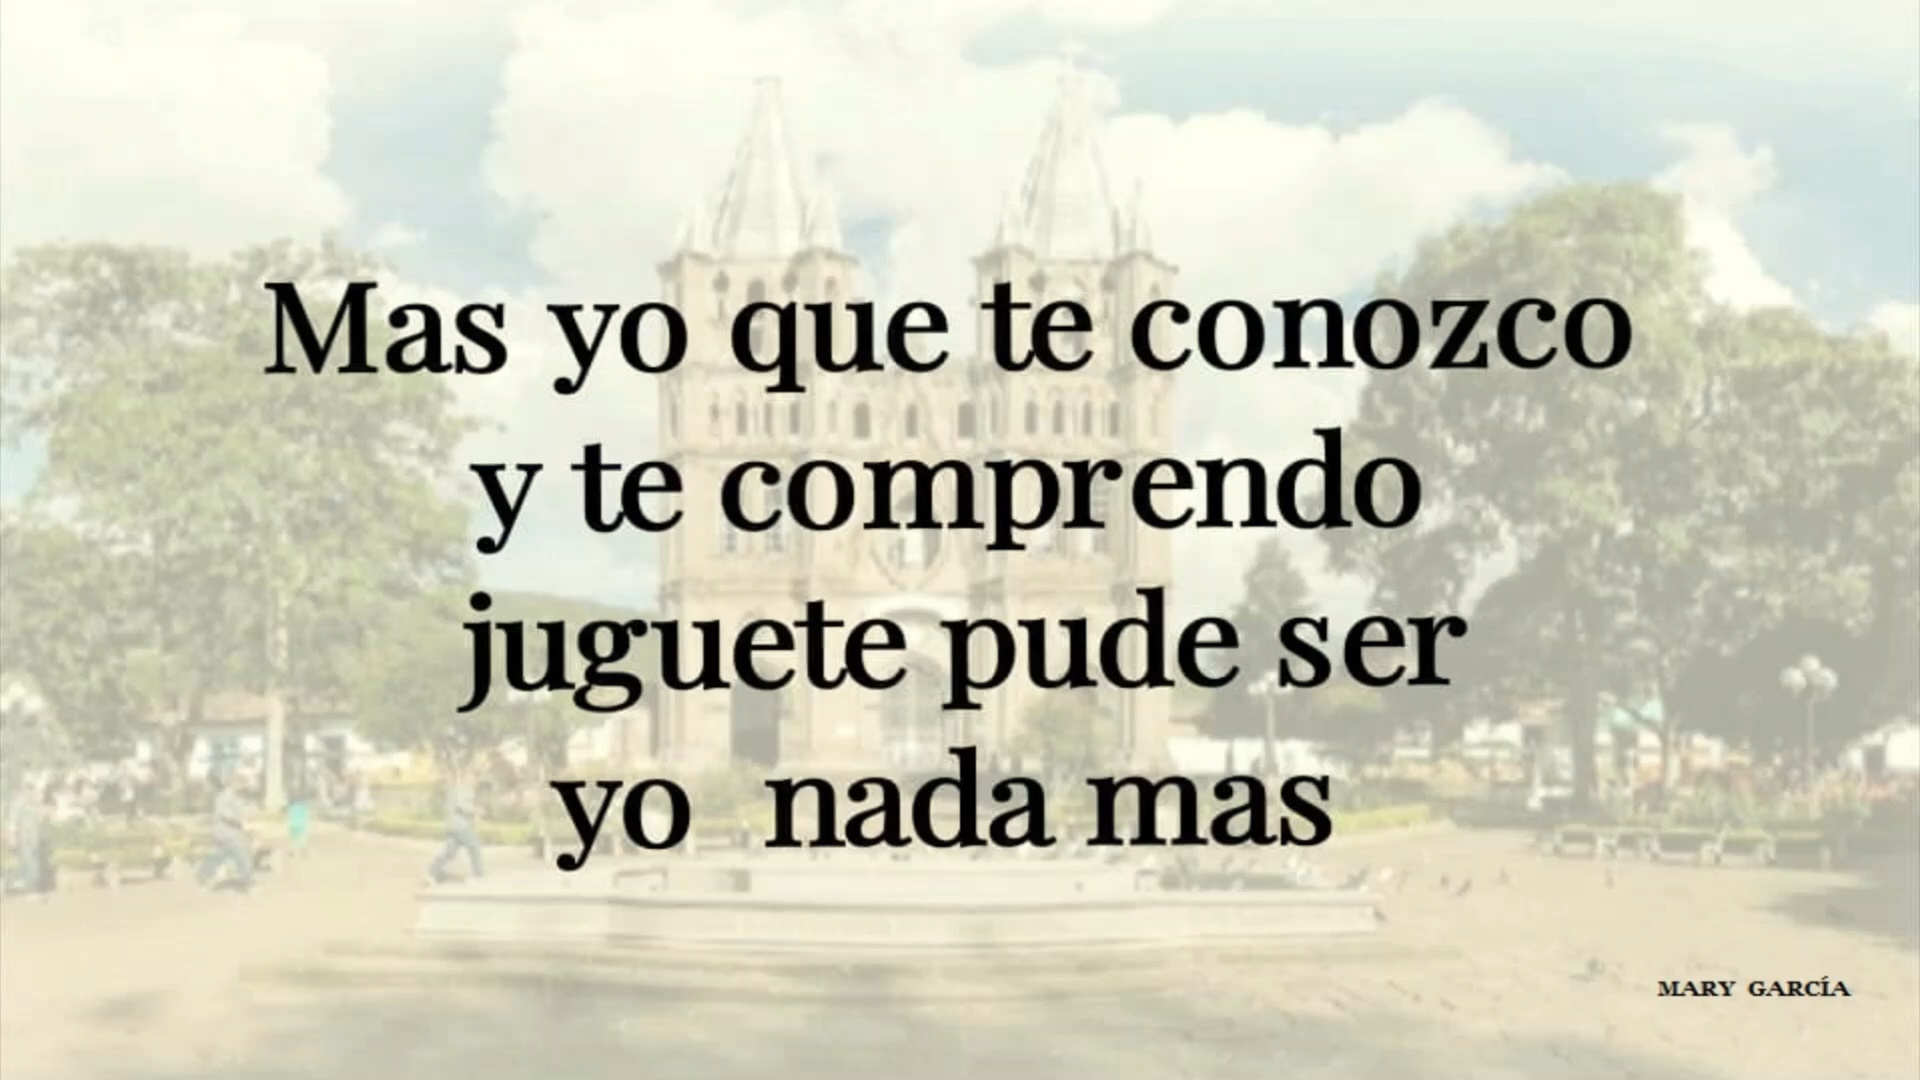 Mas yo que te conozco
y te comprendo
juguete pude ser
yo nada mas
MARY GARCÍA